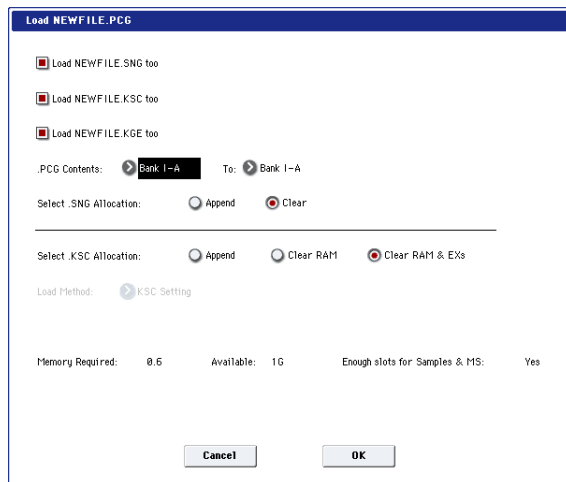 Load NEWFILE.PCG
Load NEWFILE.SNG too
Load NEWFILE.KSC too
Load NEWFILE.KGE too
.PCG Contents: Bank I-A To: Bank I-A
Select .SNG Allocation: Append Clear
Select .KSC Allocation: Append Clear RAM Clear RAM & EXs
Load Method: KSC Setting
Memory Required: 0.6 Available: 1G Enough slots for Samples & MS: Yes
Cancel OK